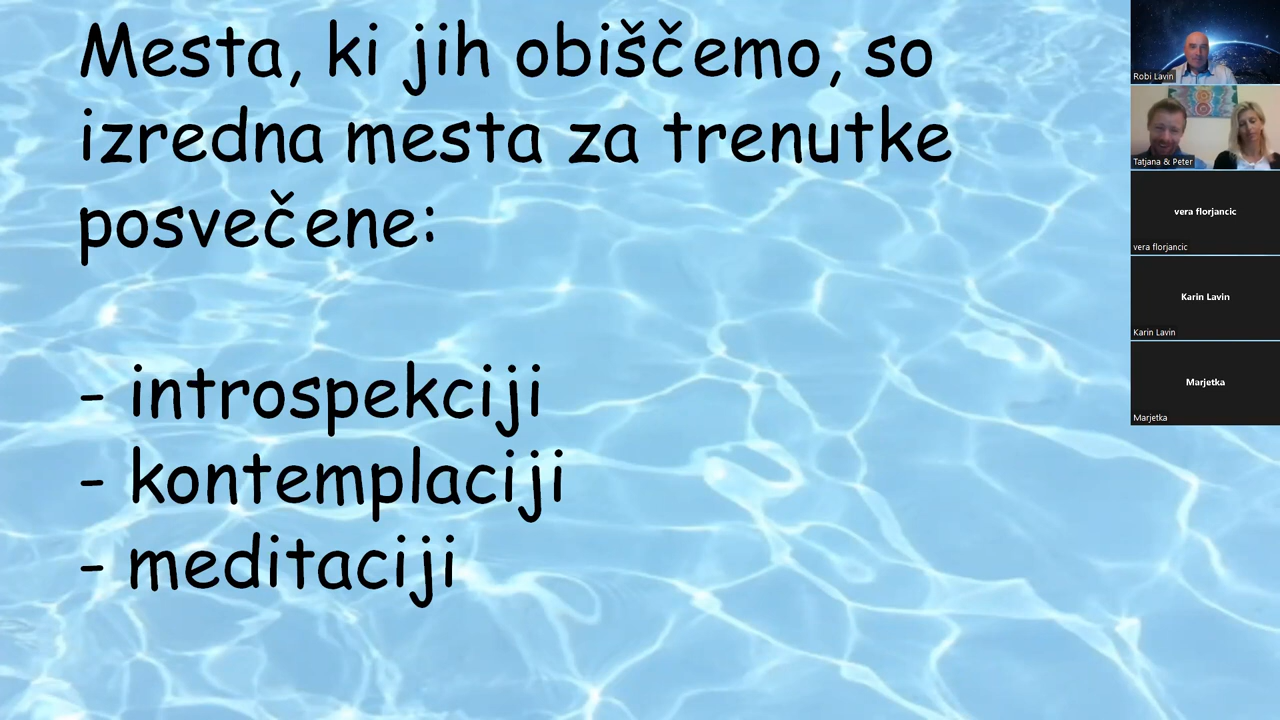 Mesta, ki jih obiščemo, so
izredna mesta za trenutke
posvečene:
- introspekciji
- kontemplaciji
- meditaciji
Robi Lavin
Tatjana & Peter
vera florjancic
vera florjancic
Karin Lavin
Karin Lavin
Marjetka
Marjetka